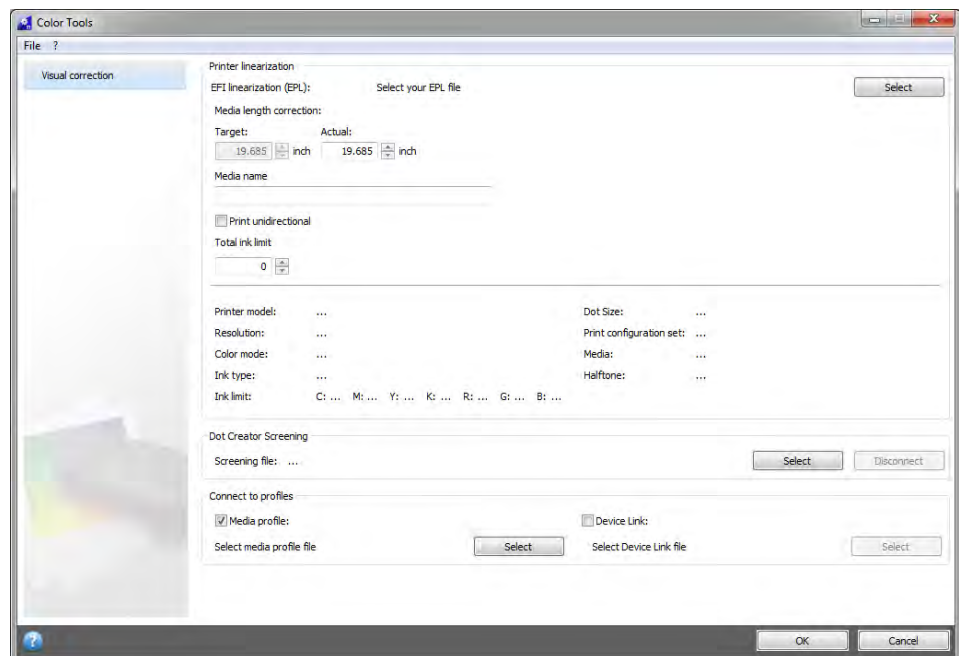 Color Tools
File ?
Visual correction
Printer linearization
EFI linearization (EPL): Select your EPL file Select
Media length correction:
Target: Actual:
19.685 inch 19.685 inch
Media name
Print unidirectional
Total ink limit
0
Printer model: ... Dot Size: ...
Resolution: ... Print configuration set: ...
Color mode: ... Media: ...
Ink type: ... Halftone: ...
Ink limit: C: ... M: ... Y: ... K: ... R: ... G: ... B: ...
Dot Creator Screening
Screening file: ... Select Disconnect
Connect to profiles
Media profile: Device Link:
Select media profile file Select Select Device Link file Select
? OK Cancel